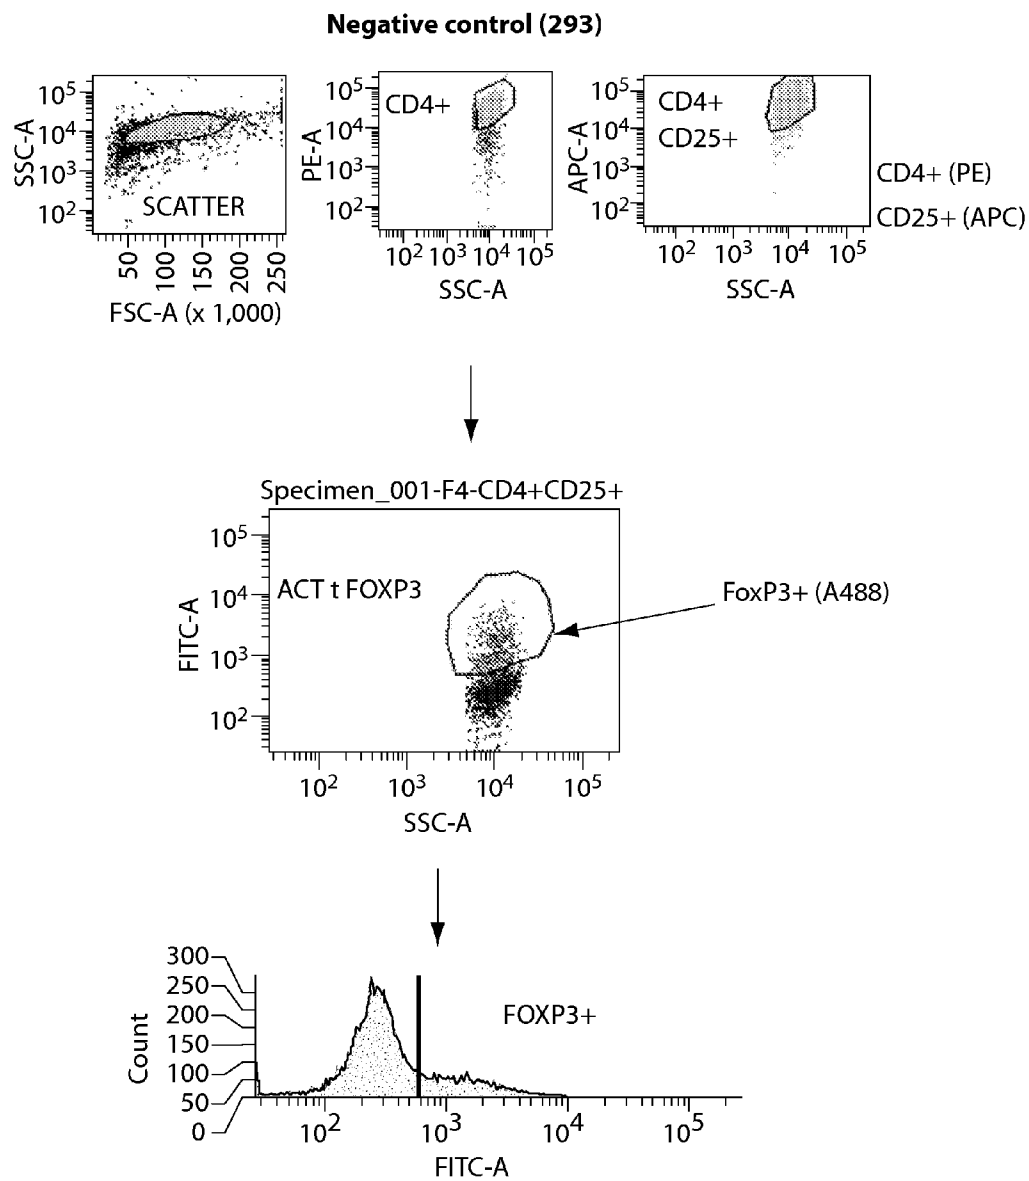 Negative control (293)
SSC-A
10⁵
10⁴
10³
10²
SCATTER
50
100
150
200
250
FSC-A (x 1,000)
PE-A
10⁵
10⁴
10³
10²
CD4+
10² 10³ 10⁴ 10⁵
SSC-A
APC-A
10⁵
10⁴
10³
10²
CD4+
CD25+
10² 10³ 10⁴ 10⁵
SSC-A
CD4+ (PE)
CD25+ (APC)
Specimen_001-F4-CD4+CD25+
FITC-A
10⁵
10⁴
10³
10²
ACT t FOXP3
FoxP3+ (A488)
10² 10³ 10⁴ 10⁵
SSC-A
Count
300
250
200
150
100
50
0
FOXP3+
10² 10³ 10⁴ 10⁵
FITC-A